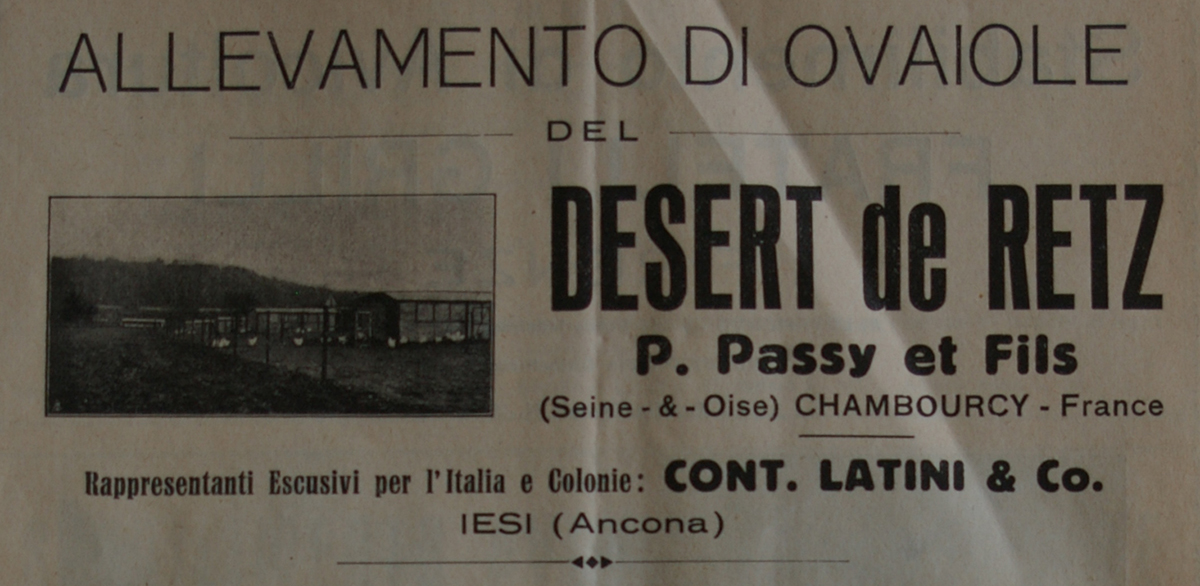 ALLEVAMENTO DI OVAIOLE
DEL
DESERT de RETZ
P. Passy et Fils
(Seine - & - Oise) CHAMBOURCY - France
Rappresentanti Escusivi per l'Italia e Colonie: CONT. LATINI & Co.
IESI (Ancona)